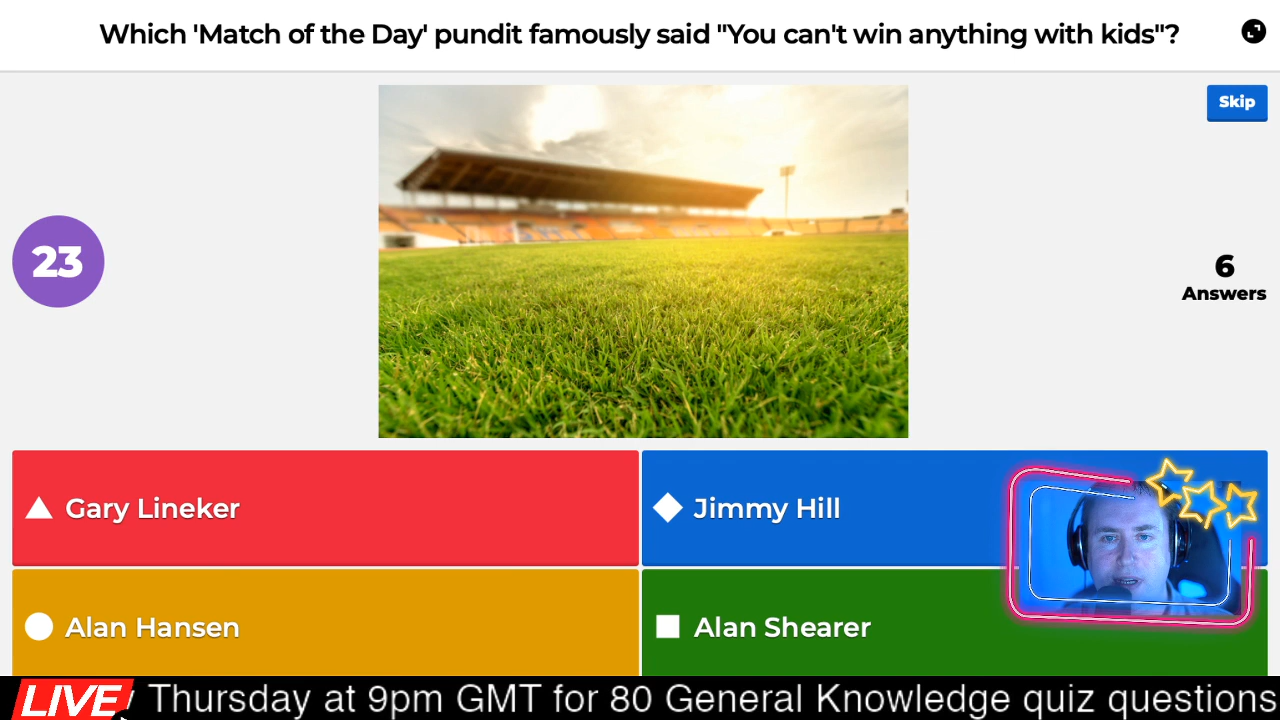 Which 'Match of the Day' pundit famously said "You can't win anything with kids"?
Skip
23
6
Answers
Gary Lineker
Jimmy Hill
Alan Hansen
Alan Shearer
LIVE Thursday at 9pm GMT for 80 General Knowledge quiz questions